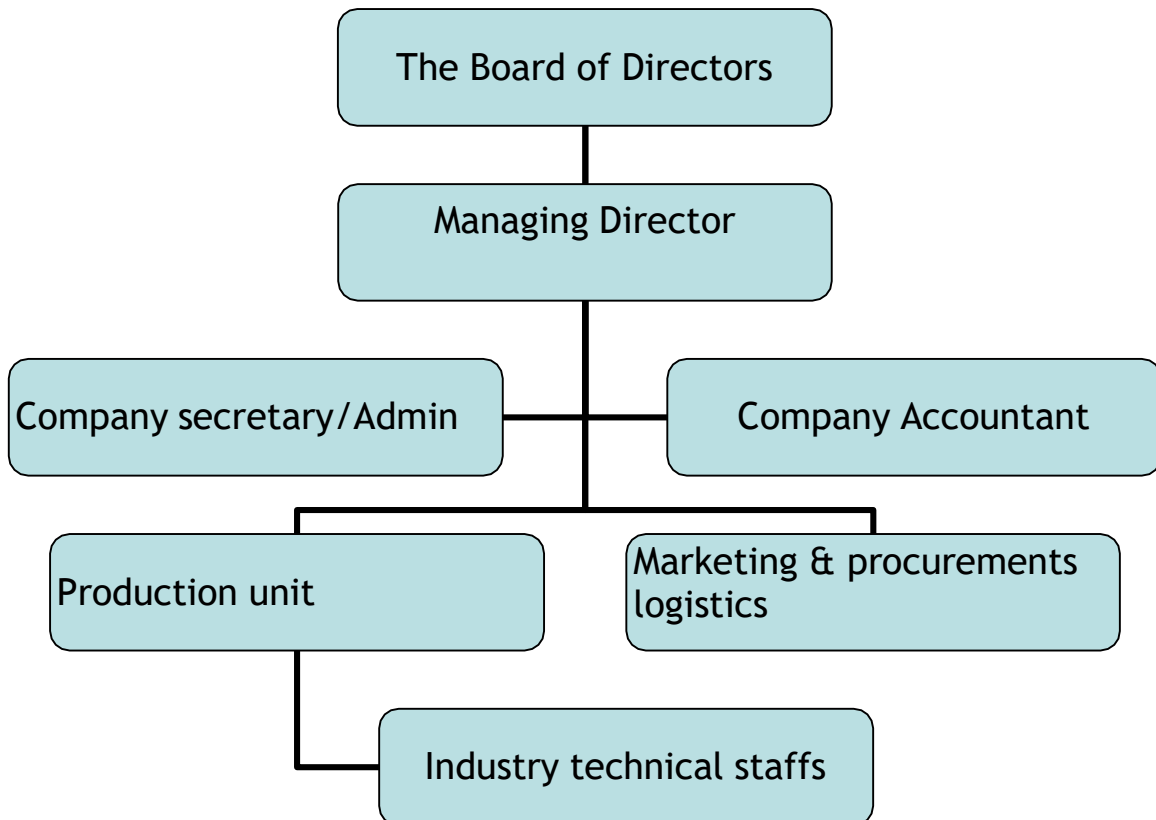 The Board of Directors
Managing Director
Company secretary/Admin
Company Accountant
Production unit
Marketing & procurements
logistics
Industry technical staffs